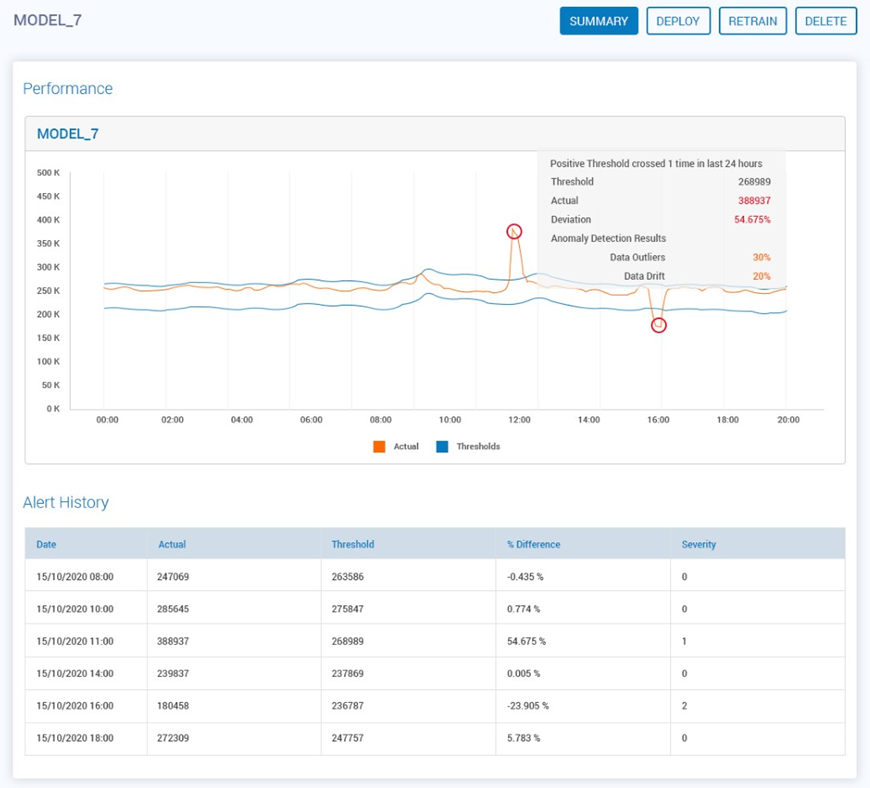 MODEL_7 SUMMARY DEPLOY RETRAIN DELETE
Performance
MODEL_7
Positive Threshold crossed 1 time in last 24 hours
Threshold 268989
Actual 388937
Deviation 54.675%
Anomaly Detection Results
Data Outliers 30%
Data Drift 20%
500 K
450 K
400 K
350 K
300 K
250 K
200 K
150 K
100 K
50 K
0 K
00:00 02:00 04:00 06:00 08:00 10:00 12:00 14:00 16:00 18:00 20:00
Actual Thresholds
Alert History
Date Actual Threshold % Difference Severity
15/10/2020 08:00 247069 263586 -0.435 % 0
15/10/2020 10:00 285645 275847 0.774 % 0
15/10/2020 11:00 388937 268989 54.675 % 1
15/10/2020 14:00 239837 237869 0.005 % 0
15/10/2020 16:00 180458 236787 -23.905 % 2
15/10/2020 18:00 272309 247757 5.783 % 0